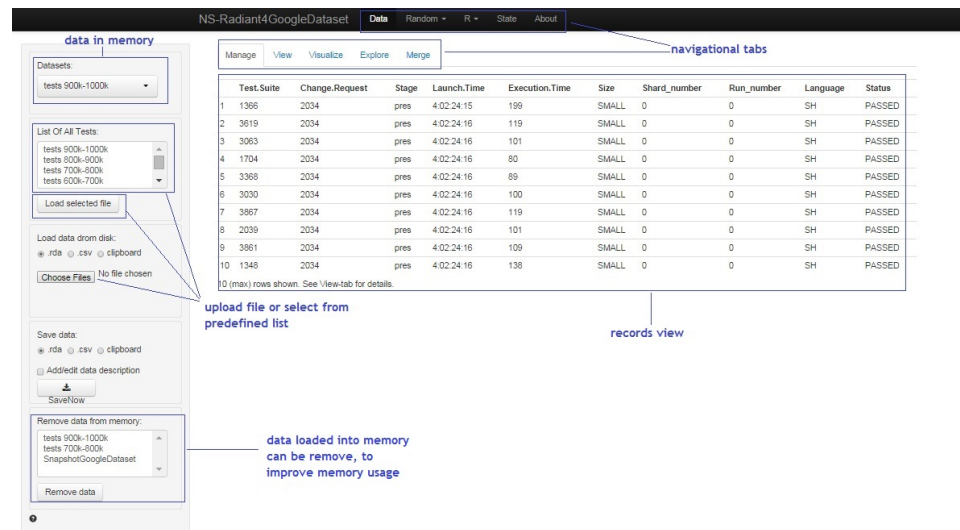 NS-Radiant4GoogleDataset Data Random R State About
data in memory
navigational tabs
Datasets:
tests 900k-1000k
Manage View Visualize Explore Merge
Test.Suite Change.Request Stage Launch.Time Execution.Time Size Shard_number Run_number Language Status
1 1366 2034 pres 4:02:24:15 199 SMALL 0 0 SH PASSED
2 3619 2034 pres 4:02:24:16 119 SMALL 0 0 SH PASSED
3 3063 2034 pres 4:02:24:16 101 SMALL 0 0 SH PASSED
4 1704 2034 pres 4:02:24:16 80 SMALL 0 0 SH PASSED
5 3368 2034 pres 4:02:24:16 89 SMALL 0 0 SH PASSED
6 3030 2034 pres 4:02:24:16 100 SMALL 0 0 SH PASSED
7 3867 2034 pres 4:02:24:16 119 SMALL 0 0 SH PASSED
8 2039 2034 pres 4:02:24:16 101 SMALL 0 0 SH PASSED
9 3861 2034 pres 4:02:24:16 109 SMALL 0 0 SH PASSED
10 1348 2034 pres 4:02:24:16 138 SMALL 0 0 SH PASSED
10 (max) rows shown. See View-tab for details.
List Of All Tests:
tests 900k-1000k
tests 800k-900k
tests 700k-800k
tests 600k-700k
Load selected file
Load data drom disk:
.rda .csv clipboard
Choose Files No file chosen
upload file or select from
predefined list
records view
Save data:
.rda .csv clipboard
Add/edit data description
SaveNow
Remove data from memory:
tests 900k-1000k
tests 700k-800k
SnapshotGoogleDataset
Remove data
data loaded into memory
can be remove, to
improve memory usage